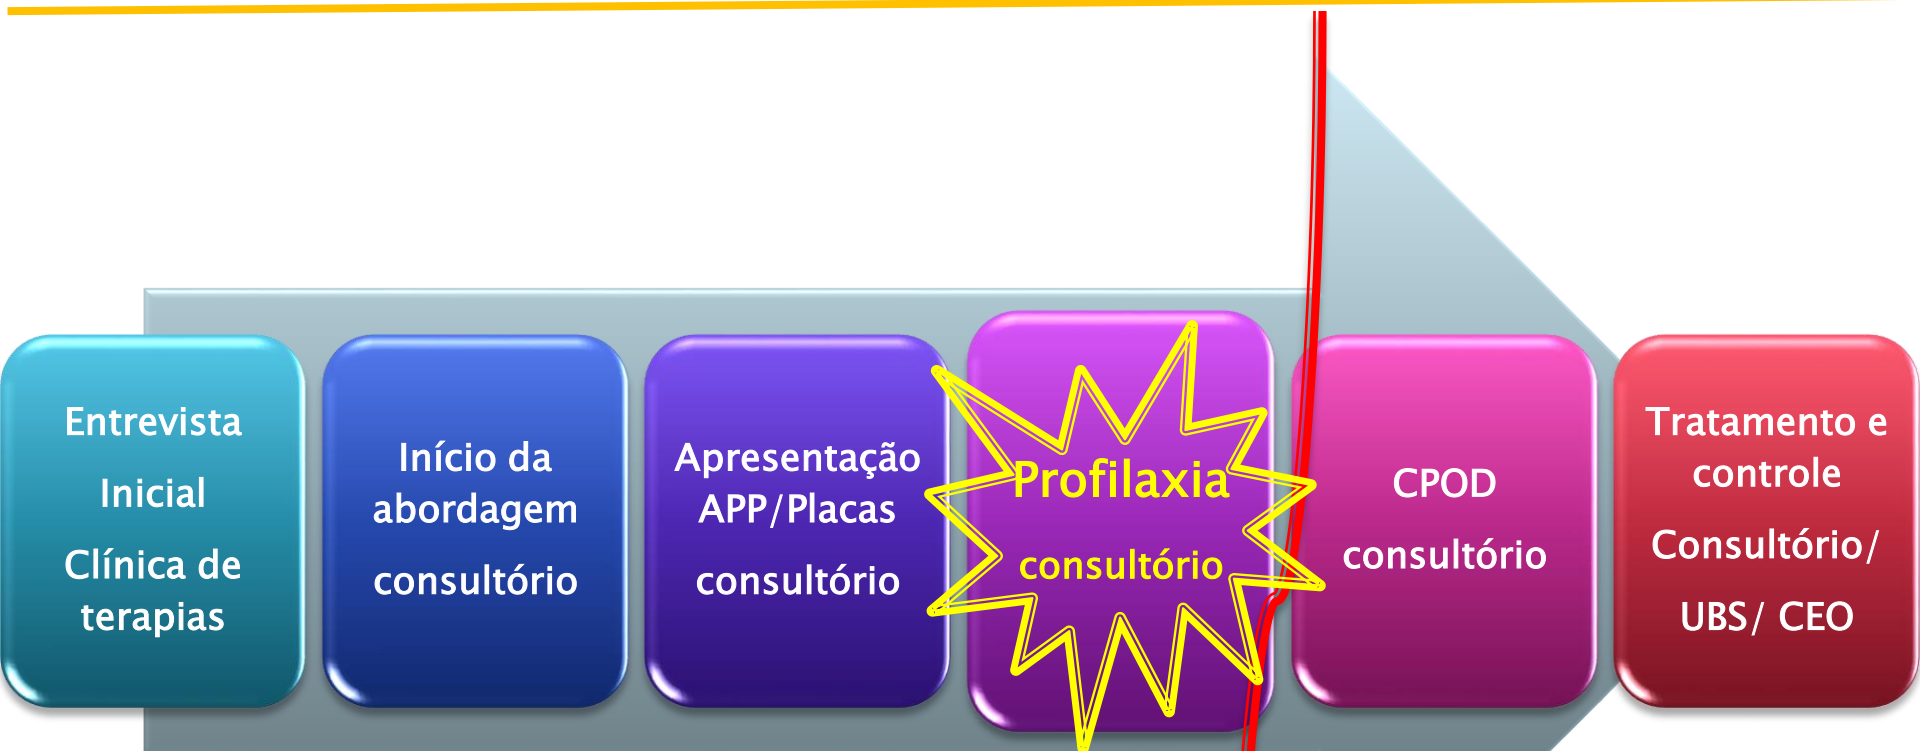 Entrevista
Inicial
Clínica de
terapias
Início da
abordagem
consultório
Apresentação
APP/Placas
consultório
Profilaxia
consultório
CPOD
consultório
Tratamento e
controle
Consultório/
UBS/ CEO